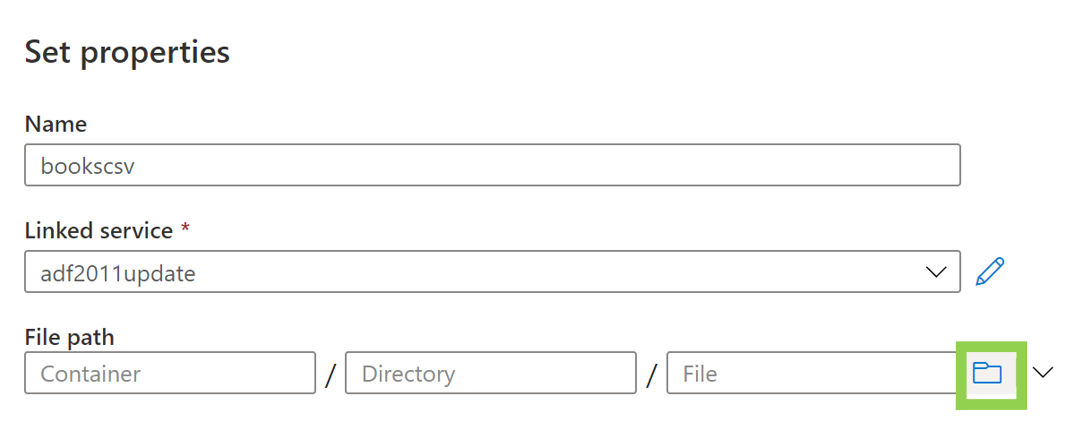 Set properties
Name
bookscsv
Linked service *
adf2011update
File path
Container / Directory / File